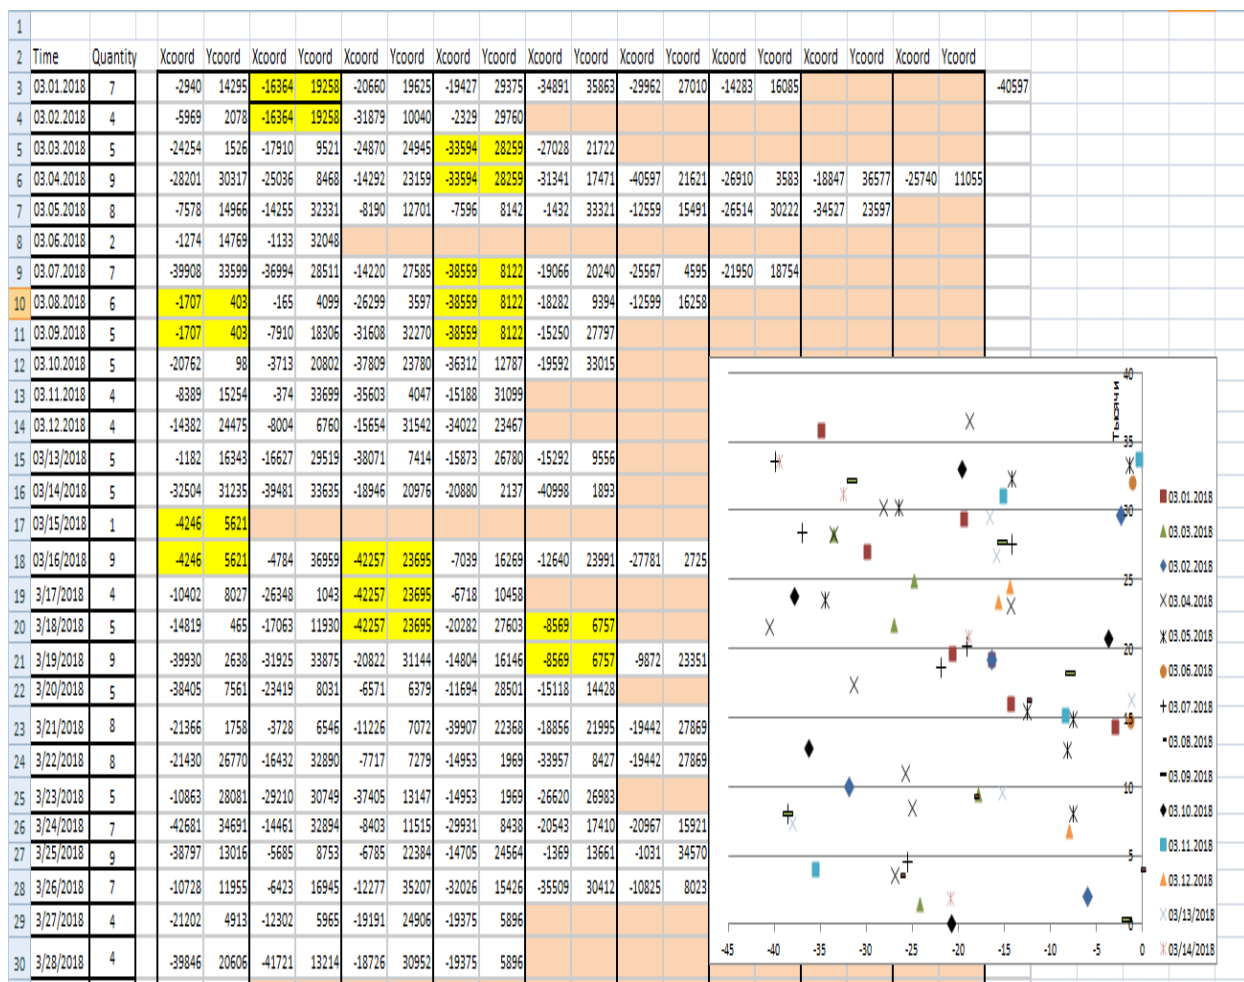 1
2 Time Quantity Xcoord Ycoord Xcoord Ycoord Xcoord Ycoord Xcoord Ycoord Xcoord Ycoord Xcoord Ycoord Xcoord Ycoord Xcoord Ycoord Xcoord Ycoord
3 03.01.2018 7 -2940 14295 -16364 19258 -20660 19625 -19427 29375 -34891 35863 -29962 27010 -14283 16085 -40597
4 03.02.2018 4 -5969 2078 -16364 19258 -31879 10040 -2329 29760
5 03.03.2018 5 -24254 1526 -17910 9521 -24870 24945 -33594 28259 -27028 21722
6 03.04.2018 9 -28201 30317 -25036 8468 -14292 23159 -33594 28259 -31341 17471 -40597 21621 -26910 3583 -18847 36577 -25740 11055
7 03.05.2018 8 -7578 14966 -14255 32331 -8190 12701 -7596 8142 -1432 33321 -12559 15491 -26514 30222 -34527 23597
8 03.06.2018 2 -1274 14769 -1133 32048
9 03.07.2018 7 -39908 33599 -36994 28511 -14220 27585 -38559 8122 -19066 20240 -25567 4595 -21950 18754
10 03.08.2018 6 -1707 403 -165 4099 -26299 3597 -38559 8122 -18282 9394 -12599 16258
11 03.09.2018 5 -1707 403 -7910 18306 -31608 32270 -38559 8122 -15250 27797
12 03.10.2018 5 -20762 98 -3713 20802 -37809 23780 -36312 12787 -19592 33015
13 03.11.2018 4 -8389 15254 -374 33699 -35603 4047 -15188 31099
14 03.12.2018 4 -14382 24475 -8004 6760 -15654 31542 -34022 23467
15 03/13/2018 5 -1182 16343 -16627 29519 -38071 7414 -15873 26780 -15292 9556
16 03/14/2018 5 -32504 31235 -39481 33635 -18946 20976 -20880 2137 -40998 1893
17 03/15/2018 1 -4246 5621
18 03/16/2018 9 -4246 5621 -4784 36959 -42257 23695 -7039 16269 -12640 23991 -27781 2725
19 3/17/2018 4 -10402 8027 -26348 1043 -42257 23695 -6718 10458
20 3/18/2018 5 -14819 465 -17063 11930 -42257 23695 -20282 27603 -8569 6757
21 3/19/2018 9 -39930 2638 -31925 33875 -20822 31144 -14804 16146 -8569 6757 -9872 23351
22 3/20/2018 5 -38405 7561 -23419 8031 -6571 6379 -11694 28501 -15118 14428
23 3/21/2018 8 -21366 1758 -3728 6546 -11226 7072 -39907 22368 -18856 21995 -19442 27869
24 3/22/2018 8 -21430 26770 -16432 32890 -7717 7279 -14953 1969 -33957 8427 -19442 27869
25 3/23/2018 5 -10863 28081 -29210 30749 -37405 13147 -14953 1969 -26620 26983
26 3/24/2018 7 -42681 34691 -14461 32894 -8403 11515 -29931 8438 -20543 17410 -20967 15921
27 3/25/2018 9 -38797 13016 -5685 8753 -6785 22384 -14705 24564 -1369 13661 -1031 34570
28 3/26/2018 7 -10728 11955 -6423 16945 -12277 35207 -32026 15426 -35509 30412 -10825 8023
29 3/27/2018 4 -21202 4913 -12302 5965 -19191 24906 -19375 5896
30 3/28/2018 4 -39846 20606 -41721 13214 -18726 30952 -19375 5896
Тысячи
40
35
30
25
20
15
10
5
0
-45 -40 -35 -30 -25 -20 -15 -10 -5 0
03.01.2018
03.03.2018
03.02.2018
03.04.2018
03.05.2018
03.06.2018
03.07.2018
03.08.2018
03.09.2018
03.10.2018
03.11.2018
03.12.2018
03/13/2018
03/14/2018